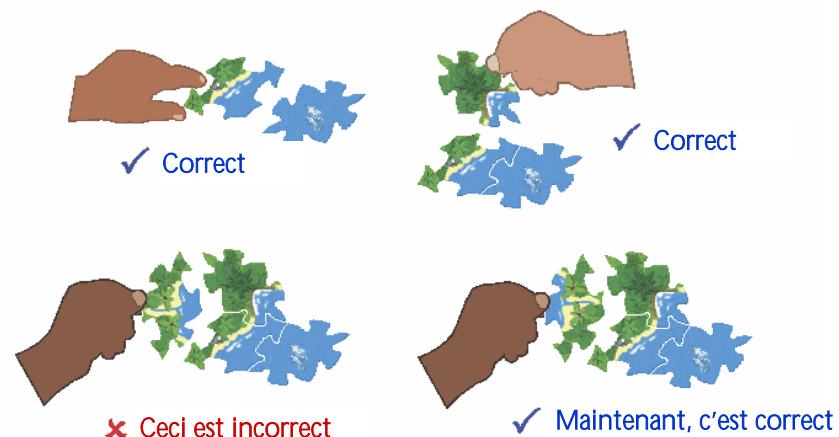 ✓ Correct
✓ Correct
✗ Ceci est incorrect
✓ Maintenant, c'est correct